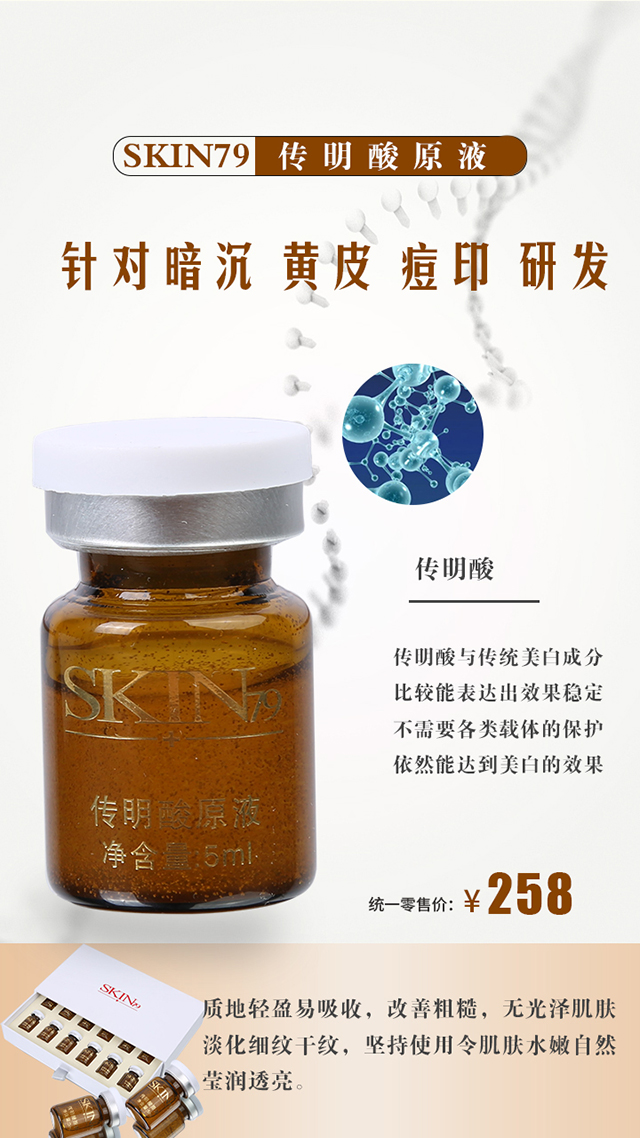 SKIN79 传明酸原液
针对暗沉 黄皮 痘印 研发
传明酸
传明酸与传统美白成分
比较能表达出效果稳定
不需要各类载体的保护
依然能达到美白的效果
SKIN79
传明酸原液
净含量:5ml
统一零售价：￥258
SKIN79
质地轻盈易吸收，改善粗糙，无光泽肌肤
淡化细纹干纹，坚持使用令肌肤水嫩自然
莹润透亮。